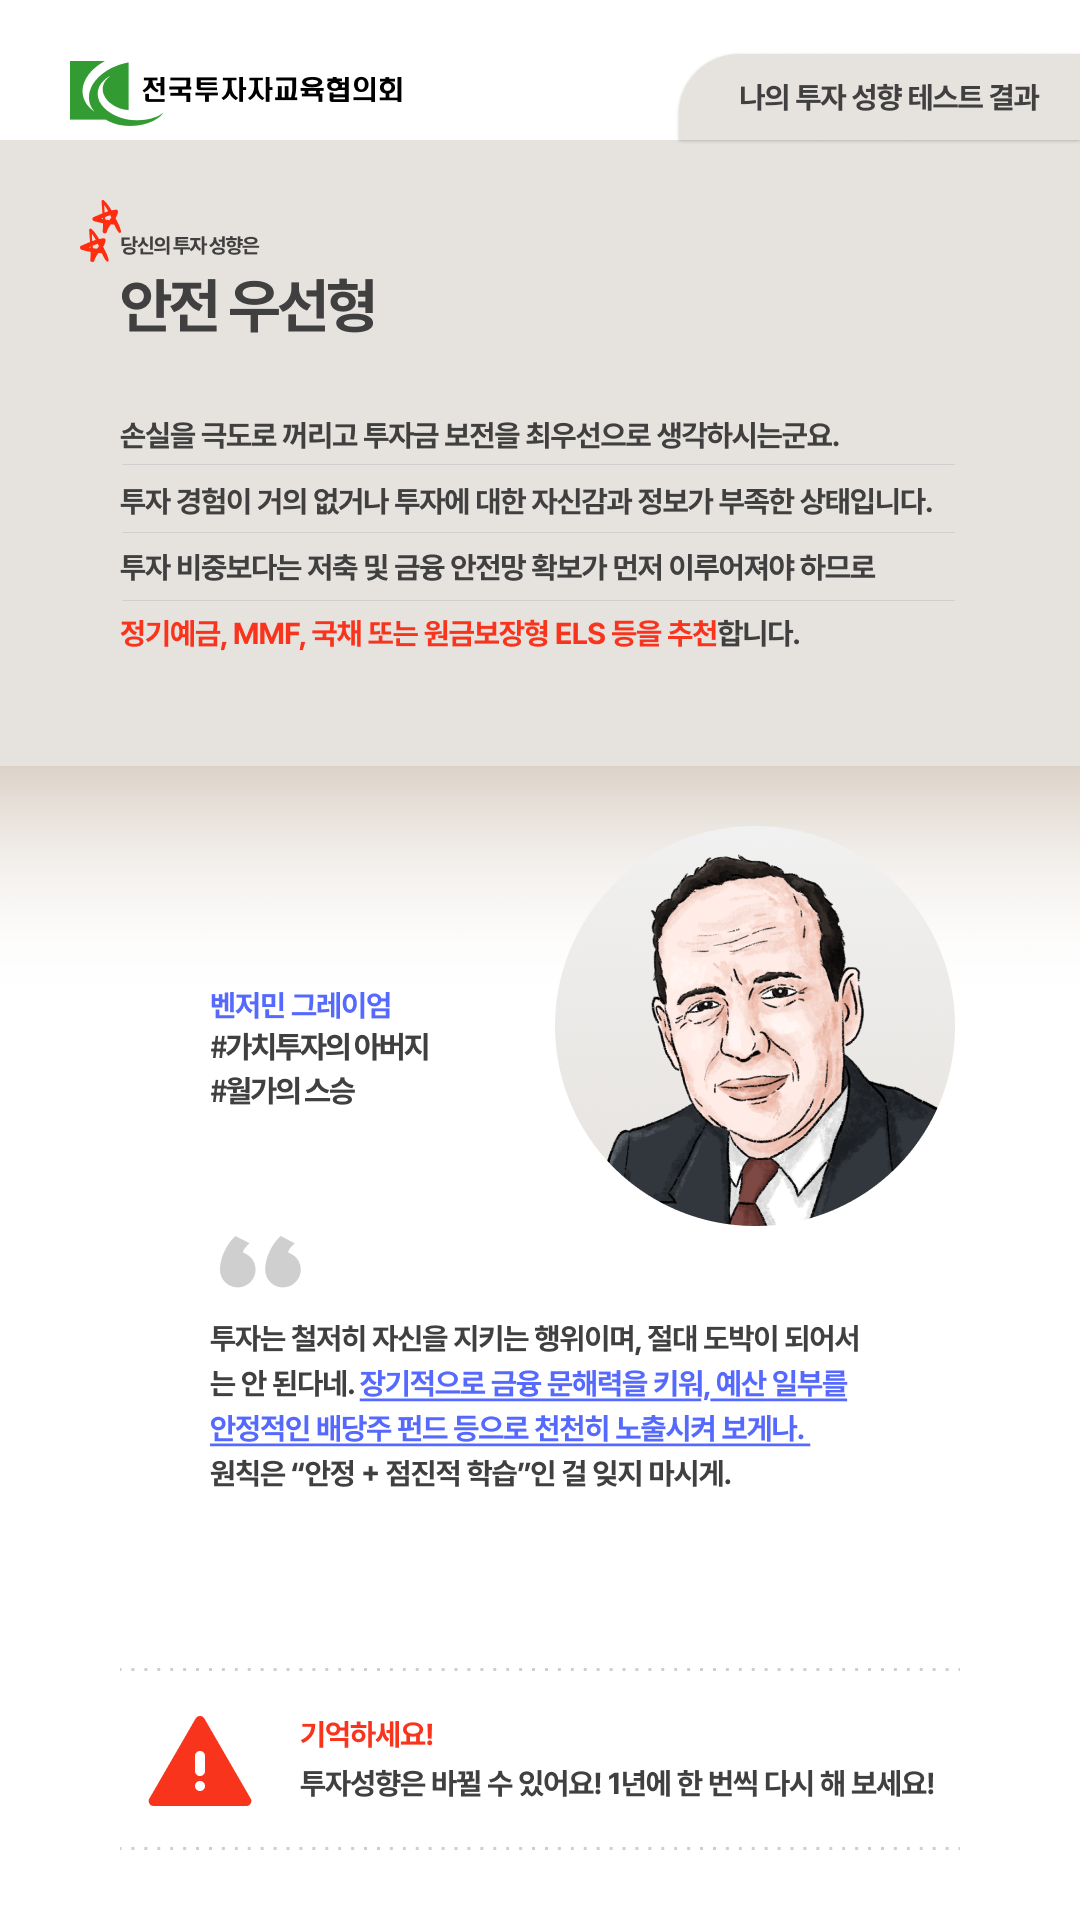 전국투자자교육협의회
나의 투자 성향 테스트 결과
당신의 투자 성향은
안전 우선형
손실을 극도로 꺼리고 투자금 보전을 최우선으로 생각하시는군요.
투자 경험이 거의 없거나 투자에 대한 자신감과 정보가 부족한 상태입니다.
투자 비중보다는 저축 및 금융 안전망 확보가 먼저 이루어져야 하므로
정기예금, MMF, 국채 또는 원금보장형 ELS 등을 추천합니다.
벤저민 그레이엄
#가치투자의 아버지
#월가의 스승
“
투자는 철저히 자신을 지키는 행위이며, 절대 도박이 되어서
는 안 된다네. 장기적으로 금융 문해력을 키워, 예산 일부를
안정적인 배당주 펀드 등으로 천천히 노출시켜 보게나.
원칙은 “안정 + 점진적 학습”인 걸 잊지 마시게.
기억하세요!
투자성향은 바뀔 수 있어요! 1년에 한 번씩 다시 해 보세요!